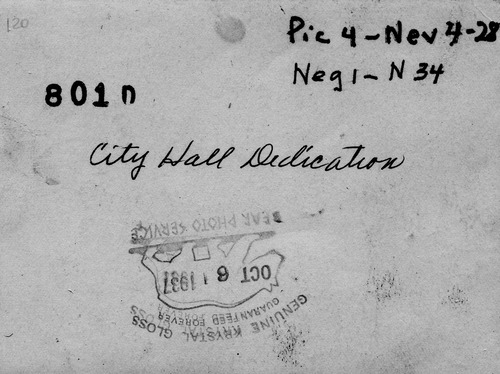 120
Pic 4-Nev 4-28
Neg 1-N 34
801n
City Hall Dedication
BEAR PHOTO SERVICE
OCT 8 1937
GENUINE KRYSTAL GLOSS
GUARANTEED FOREVER